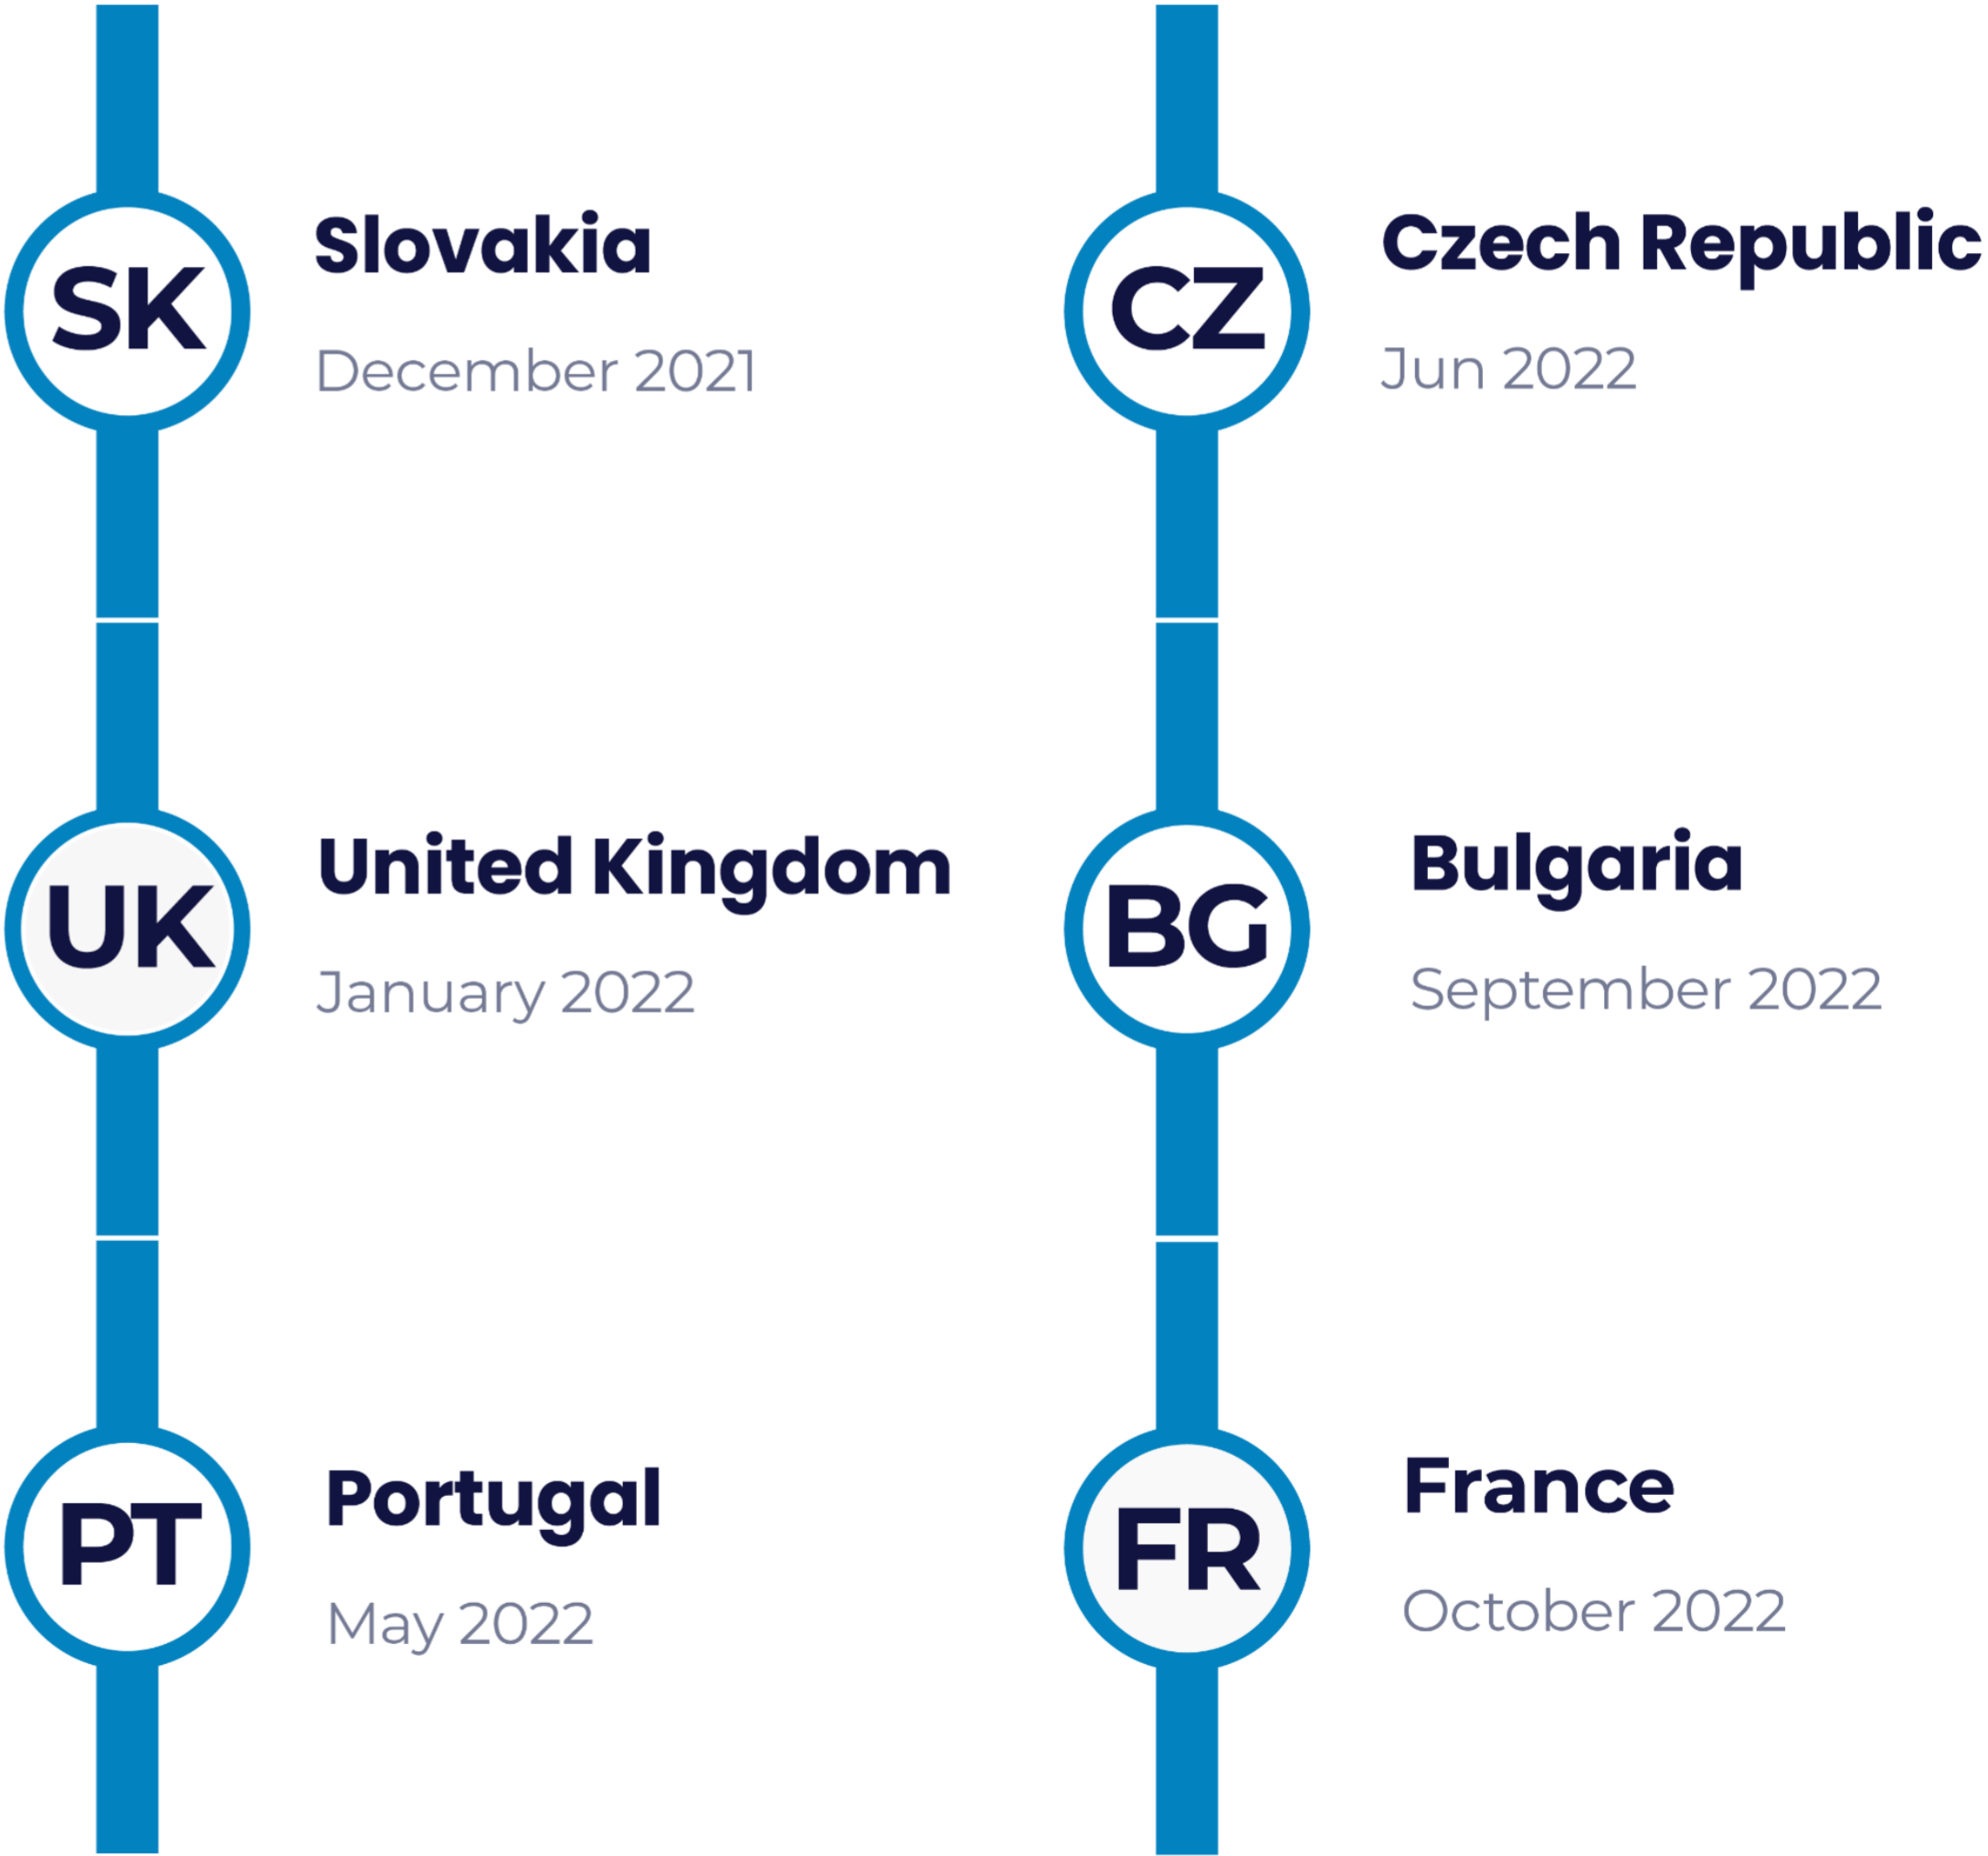 SK
Slovakia
December 2021
UK
United Kingdom
January 2022
PT
Portugal
May 2022
CZ
Czech Republic
Jun 2022
BG
Bulgaria
September 2022
FR
France
October 2022